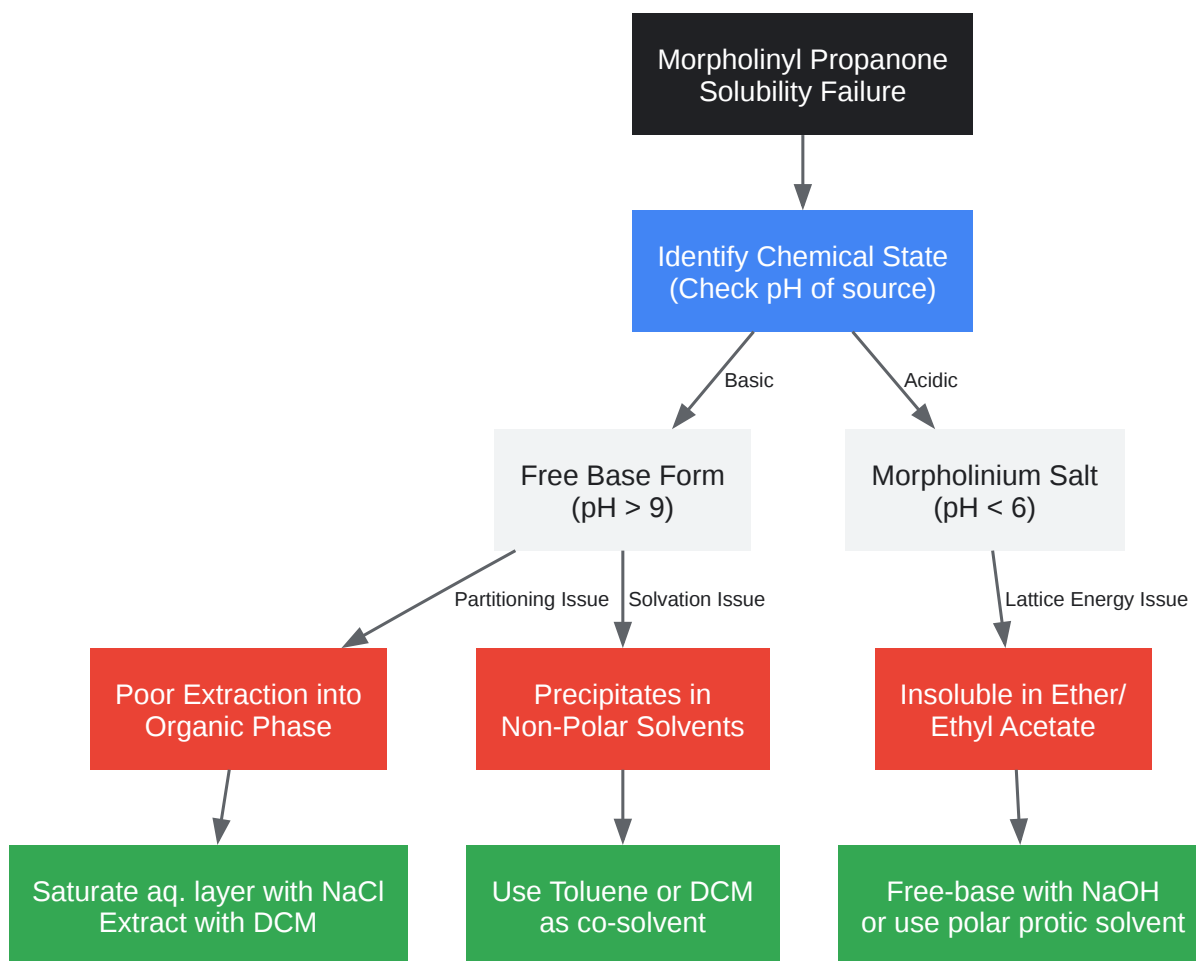 Morpholinyl Propanone
Solubility Failure
Identify Chemical State
(Check pH of source)
Basic
Acidic
Free Base Form
(pH > 9)
Morpholinium Salt
(pH < 6)
Partitioning Issue
Solvation Issue
Lattice Energy Issue
Poor Extraction into
Organic Phase
Precipitates in
Non-Polar Solvents
Insoluble in Ether/
Ethyl Acetate
Saturate aq. layer with NaCl
Extract with DCM
Use Toluene or DCM
as co-solvent
Free-base with NaOH
or use polar protic solvent